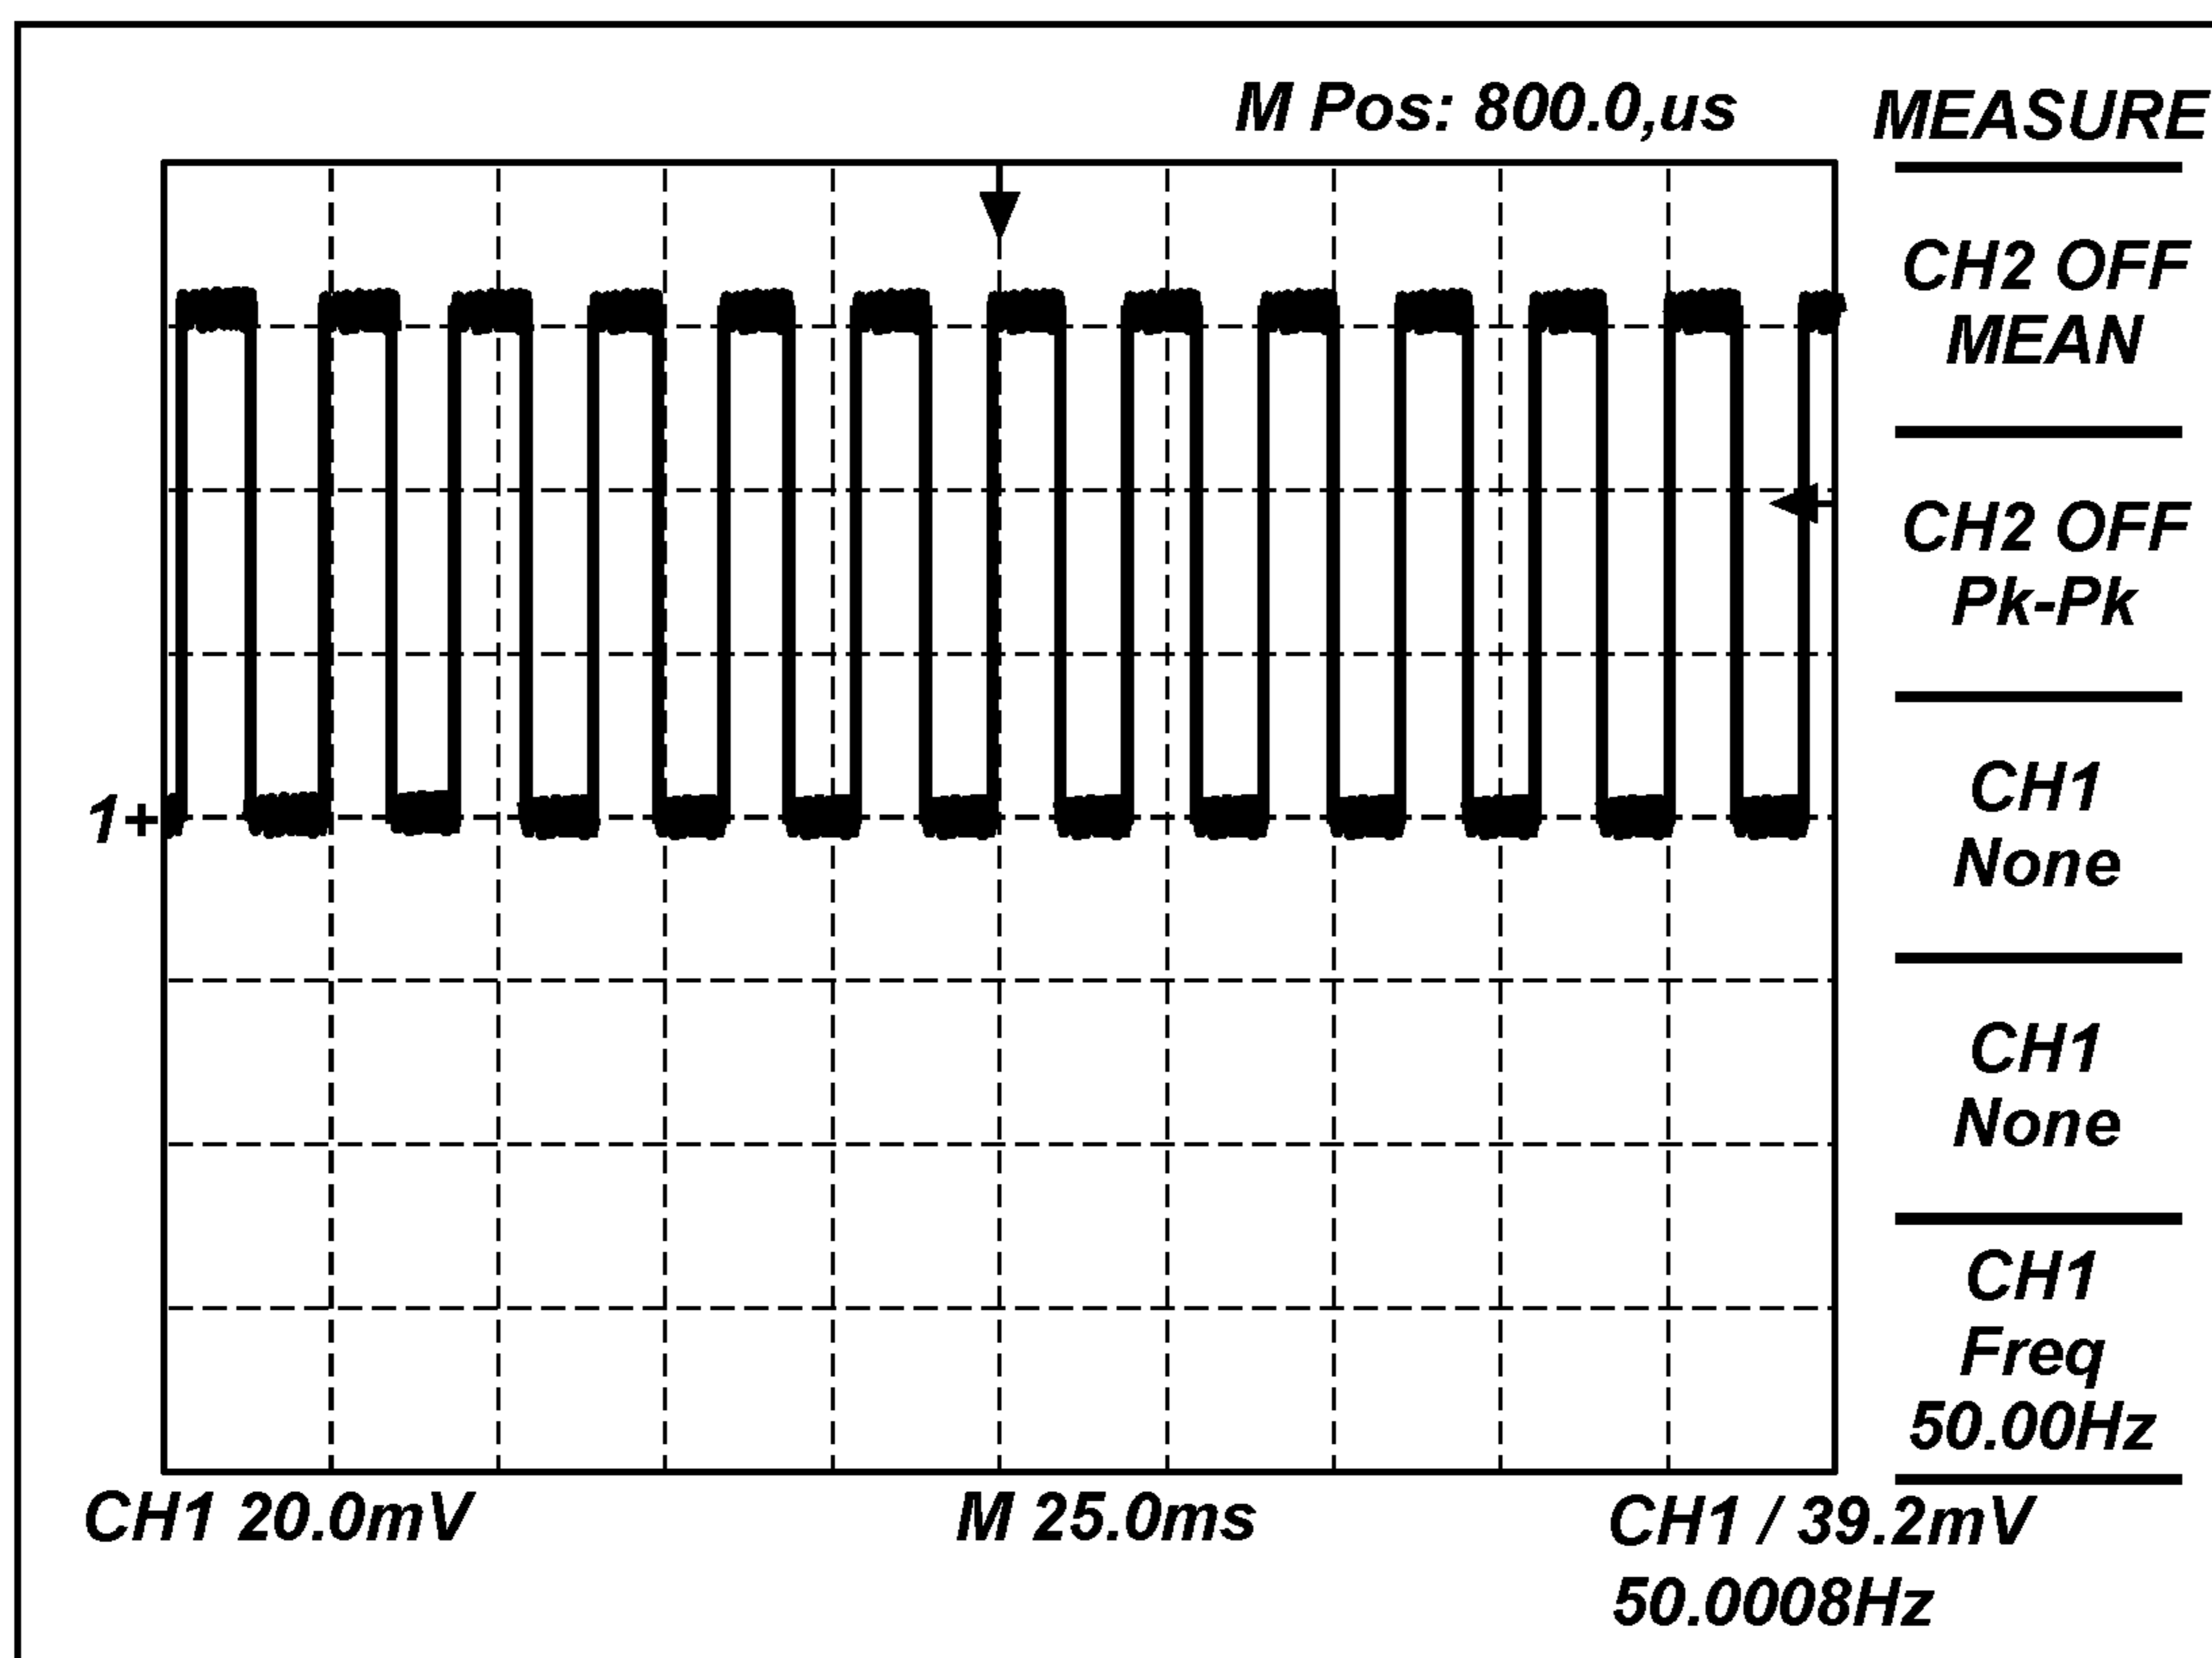 M Pos: 800.0,us
MEASURE
CH2 OFF
MEAN
CH2 OFF
Pk-Pk
CH1
None
CH1
None
CH1
Freq
50.00Hz
1+
CH1 20.0mV
M 25.0ms
CH1 / 39.2mV
50.0008Hz